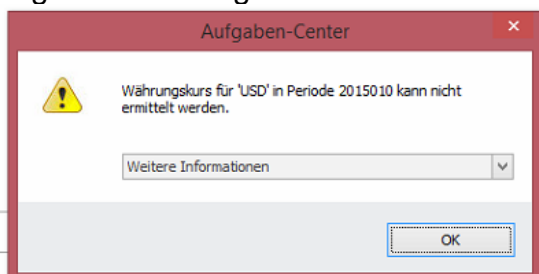 Aufgaben-Center
Währungskurs für 'USD' in Periode 2015010 kann nicht
ermittelt werden.
Weitere Informationen
OK